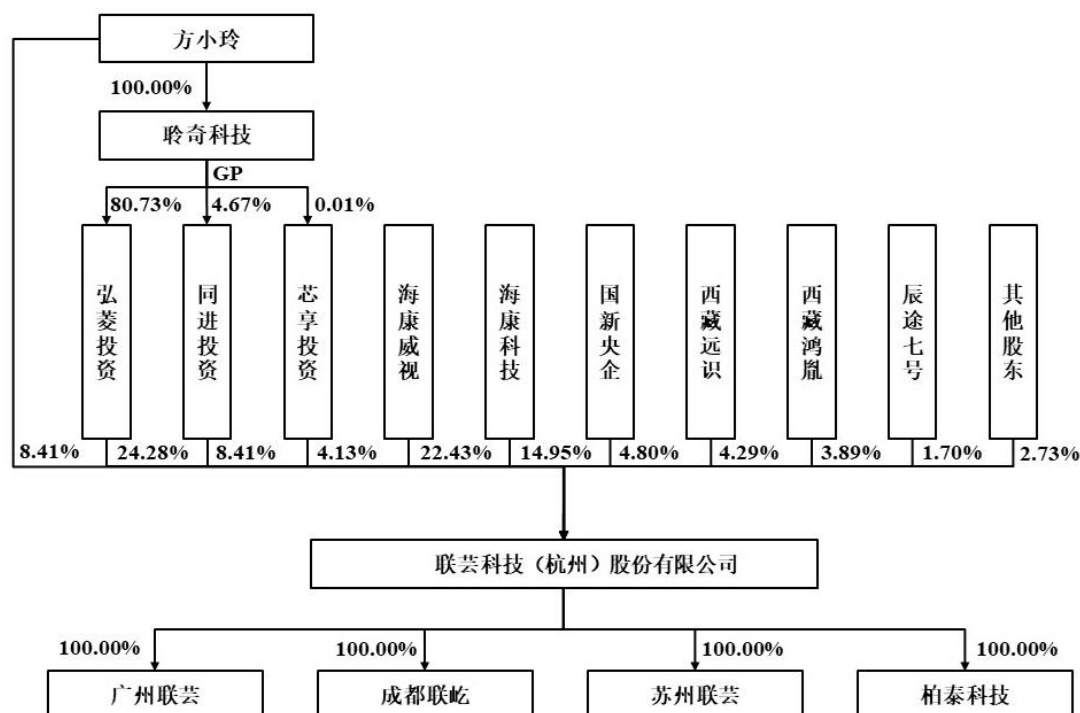 方小玲
100.00%
聆奇科技
GP
80.73% 4.67% 0.01%
弘菱投资
同进投资
芯享投资
海康威视
海康科技
国新央企
西藏远识
西藏鸿胤
辰途七号
其他股东
8.41% 24.28% 8.41% 4.13% 22.43% 14.95% 4.80% 4.29% 3.89% 1.70% 2.73%
联芸科技（杭州）股份有限公司
100.00% 100.00% 100.00% 100.00%
广州联芸 成都联屹 苏州联芸 柏泰科技